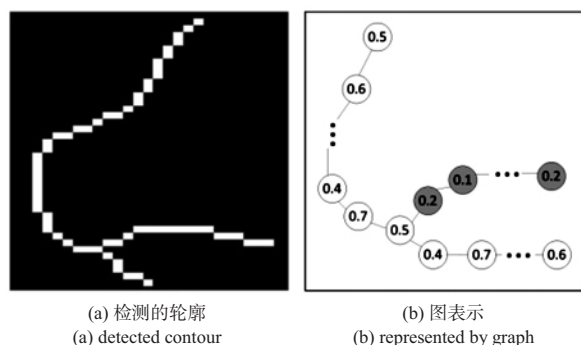 0.5
0.6
0.4
0.7
0.5
0.2
0.1
0.2
0.4
0.7
0.6
(a) 检测的轮廓
(a) detected contour
(b) 图表示
(b) represented by graph